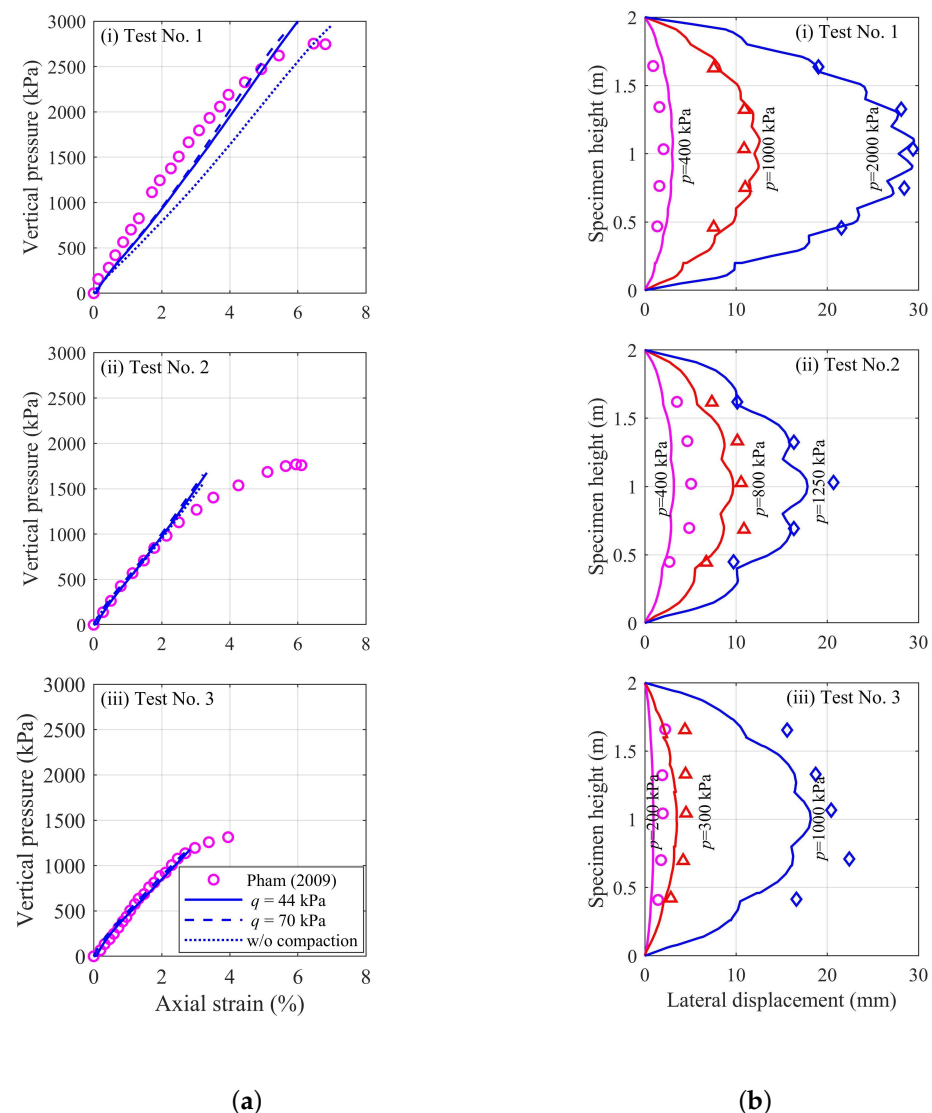 (i) Test No. 1
Vertical pressure (kPa)
3000
2500
2000
1500
1000
500
0
0
2
4
6
8
(ii) Test No. 2
Vertical pressure (kPa)
3000
2500
2000
1500
1000
500
0
0
2
4
6
8
(iii) Test No. 3
Vertical pressure (kPa)
3000
2500
2000
1500
1000
500
0
Pham (2009)
q = 44 kPa
q = 70 kPa
w/o compaction
0
2
4
6
8
Axial strain (%)
(a)
(i) Test No. 1
Specimen height (m)
2
1.5
1
0.5
0
p=400 kPa
p=1000 kPa
p=2000 kPa
0
10
20
30
(ii) Test No.2
Specimen height (m)
2
1.5
1
0.5
0
p=400 kPa
p=800 kPa
p=1250 kPa
0
10
20
30
(iii) Test No. 3
Specimen height (m)
2
1.5
1
0.5
0
p=200 kPa
p=300 kPa
p=1000 kPa
0
10
20
30
Lateral displacement (mm)
(b)